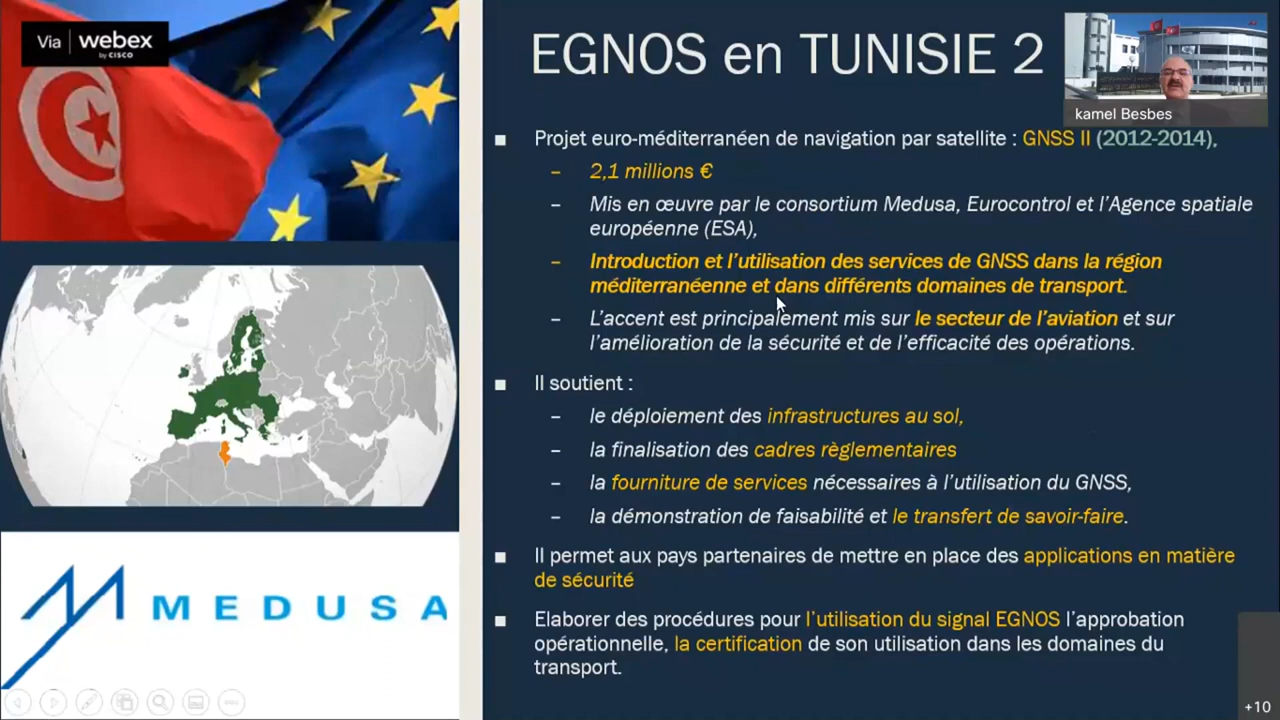 Via | webex
by CISCO
EGNOS en TUNISIE 2
kamel Besbes
■ Projet euro-méditerranéen de navigation par satellite : GNSS II (2012-2014),
– 2,1 millions €
– Mis en œuvre par le consortium Medusa, Eurocontrol et l’Agence spatiale
européenne (ESA),
– Introduction et l’utilisation des services de GNSS dans la région
méditerranéenne et dans différents domaines de transport.
– L’accent est principalement mis sur le secteur de l’aviation et sur
l’amélioration de la sécurité et de l’efficacité des opérations.
■ Il soutient :
– le déploiement des infrastructures au sol,
– la finalisation des cadres règlementaires
– la fourniture de services nécessaires à l’utilisation du GNSS,
– la démonstration de faisabilité et le transfert de savoir-faire.
■ Il permet aux pays partenaires de mettre en place des applications en matière
de sécurité
■ Elaborer des procédures pour l’utilisation du signal EGNOS l’approbation
opérationnelle, la certification de son utilisation dans les domaines du
transport.
MEDUSA
+10